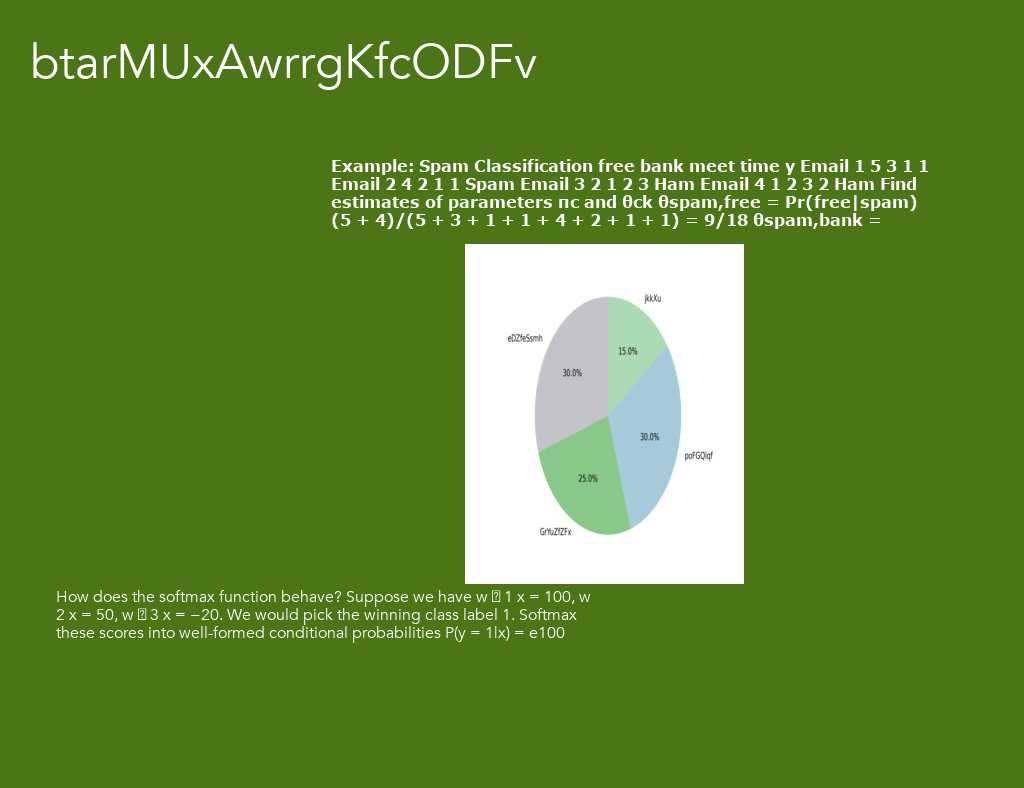 btarMUxAwrrgKfcODFv
Example: Spam Classification free bank meet time y Email 1 5 3 1 1
Email 2 4 2 1 1 Spam Email 3 2 1 2 3 Ham Email 4 1 2 3 2 Ham Find
estimates of parameters πc and θck θspam,free = Pr(free|spam)
(5 + 4)/(5 + 3 + 1 + 1 + 4 + 2 + 1 + 1) = 9/18 θspam,bank =
jkkXu
eDZfeSsmh
15.0%
30.0%
30.0%
poFGQlqf
25.0%
GrYuZfZFx
How does the softmax function behave? Suppose we have w 1 x = 100, w
2 x = 50, w 3 x = −20. We would pick the winning class label 1. Softmax
these scores into well-formed conditional probabilities P(y = 1|x) = e100